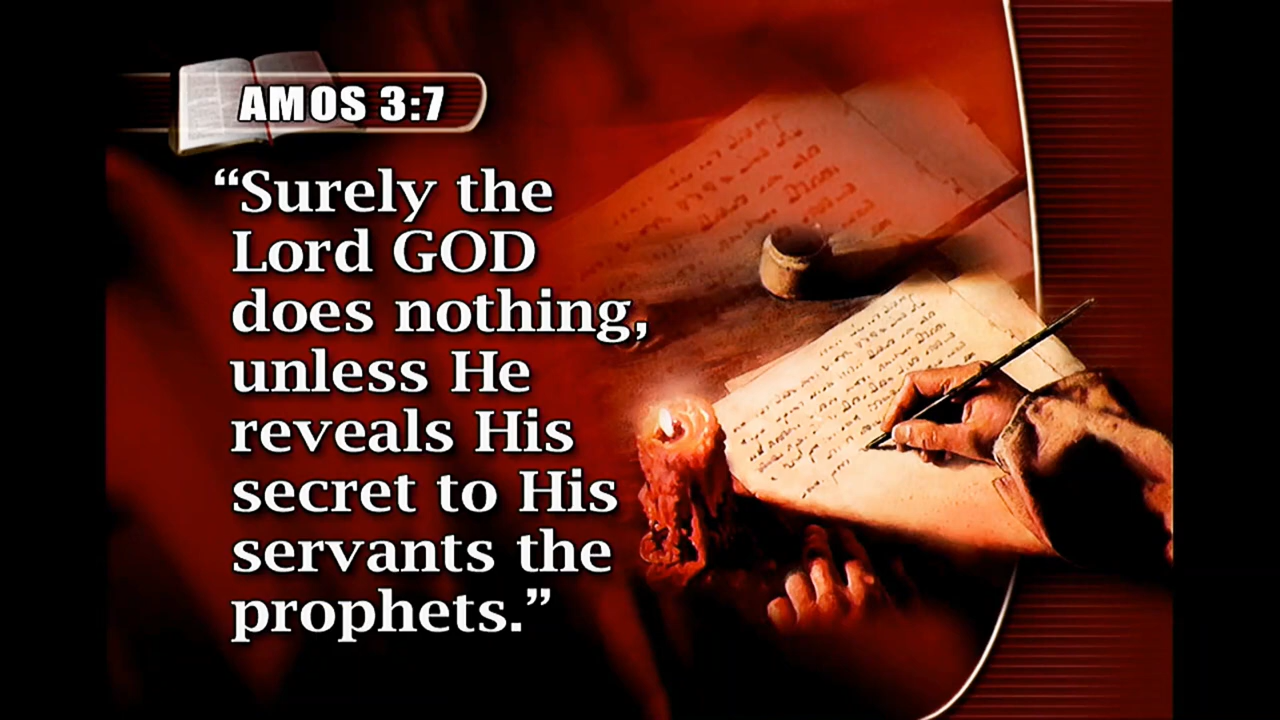 AMOS 3:7
“Surely the
Lord GOD
does nothing,
unless He
reveals His
secret to His
servants the
prophets.”